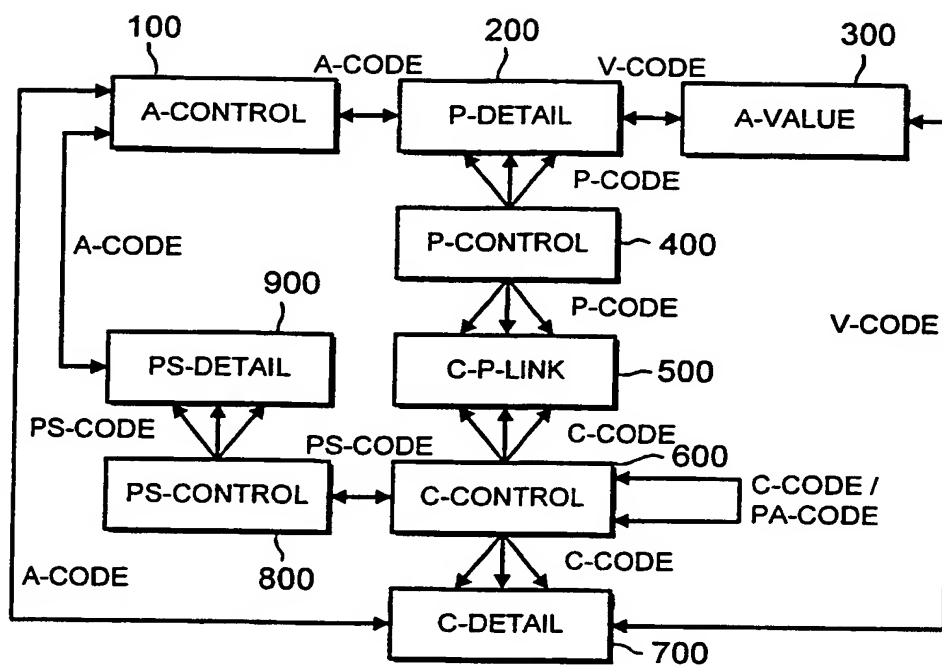 100
200
300
A-CODE
V-CODE
A-CONTROL
P-DETAIL
A-VALUE
P-CODE
P-CONTROL
400
A-CODE
P-CODE
900
V-CODE
PS-DETAIL
C-P-LINK
500
PS-CODE
PS-CODE
C-CODE
600
PS-CONTROL
C-CONTROL
C-CODE /
PA-CODE
800
A-CODE
C-CODE
C-DETAIL
700